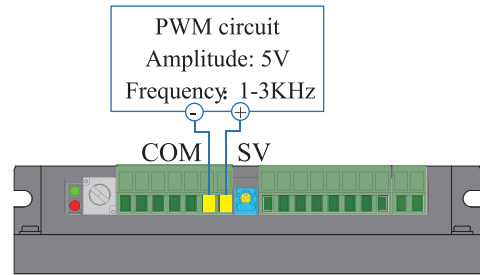 PWM circuit
Amplitude: 5V
Frequency: 1-3KHz
- +
COM SV